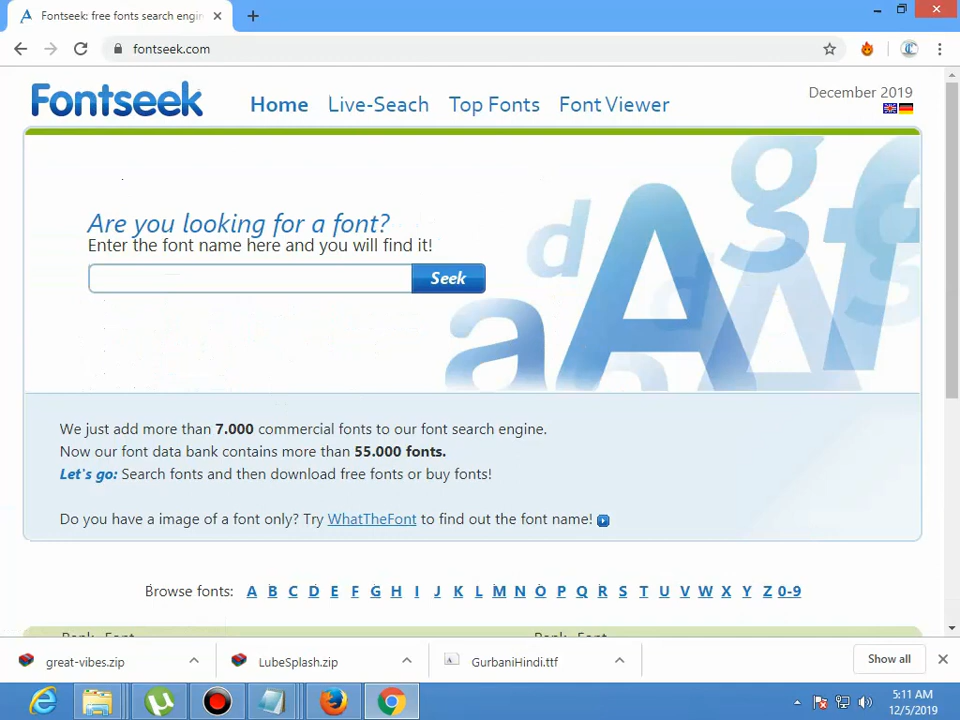 Fontseek: free fonts search engin
fontseek.com
Fontseek
Home Live-Seach Top Fonts Font Viewer
December 2019
d a A g f A f
Are you looking for a font?
Enter the font name here and you will find it!
Seek
We just add more than 7.000 commercial fonts to our font search engine.
Now our font data bank contains more than 55.000 fonts.
Let's go: Search fonts and then download free fonts or buy fonts!
Do you have a image of a font only? Try WhatTheFont to find out the font name!
Browse fonts: A B C D E F G H I J K L M N O P Q R S T U V W X Y Z 0-9
Rank Font Rank Font
great-vibes.zip LubeSplash.zip GurbaniHindi.ttf Show all
5:11 AM
12/5/2019